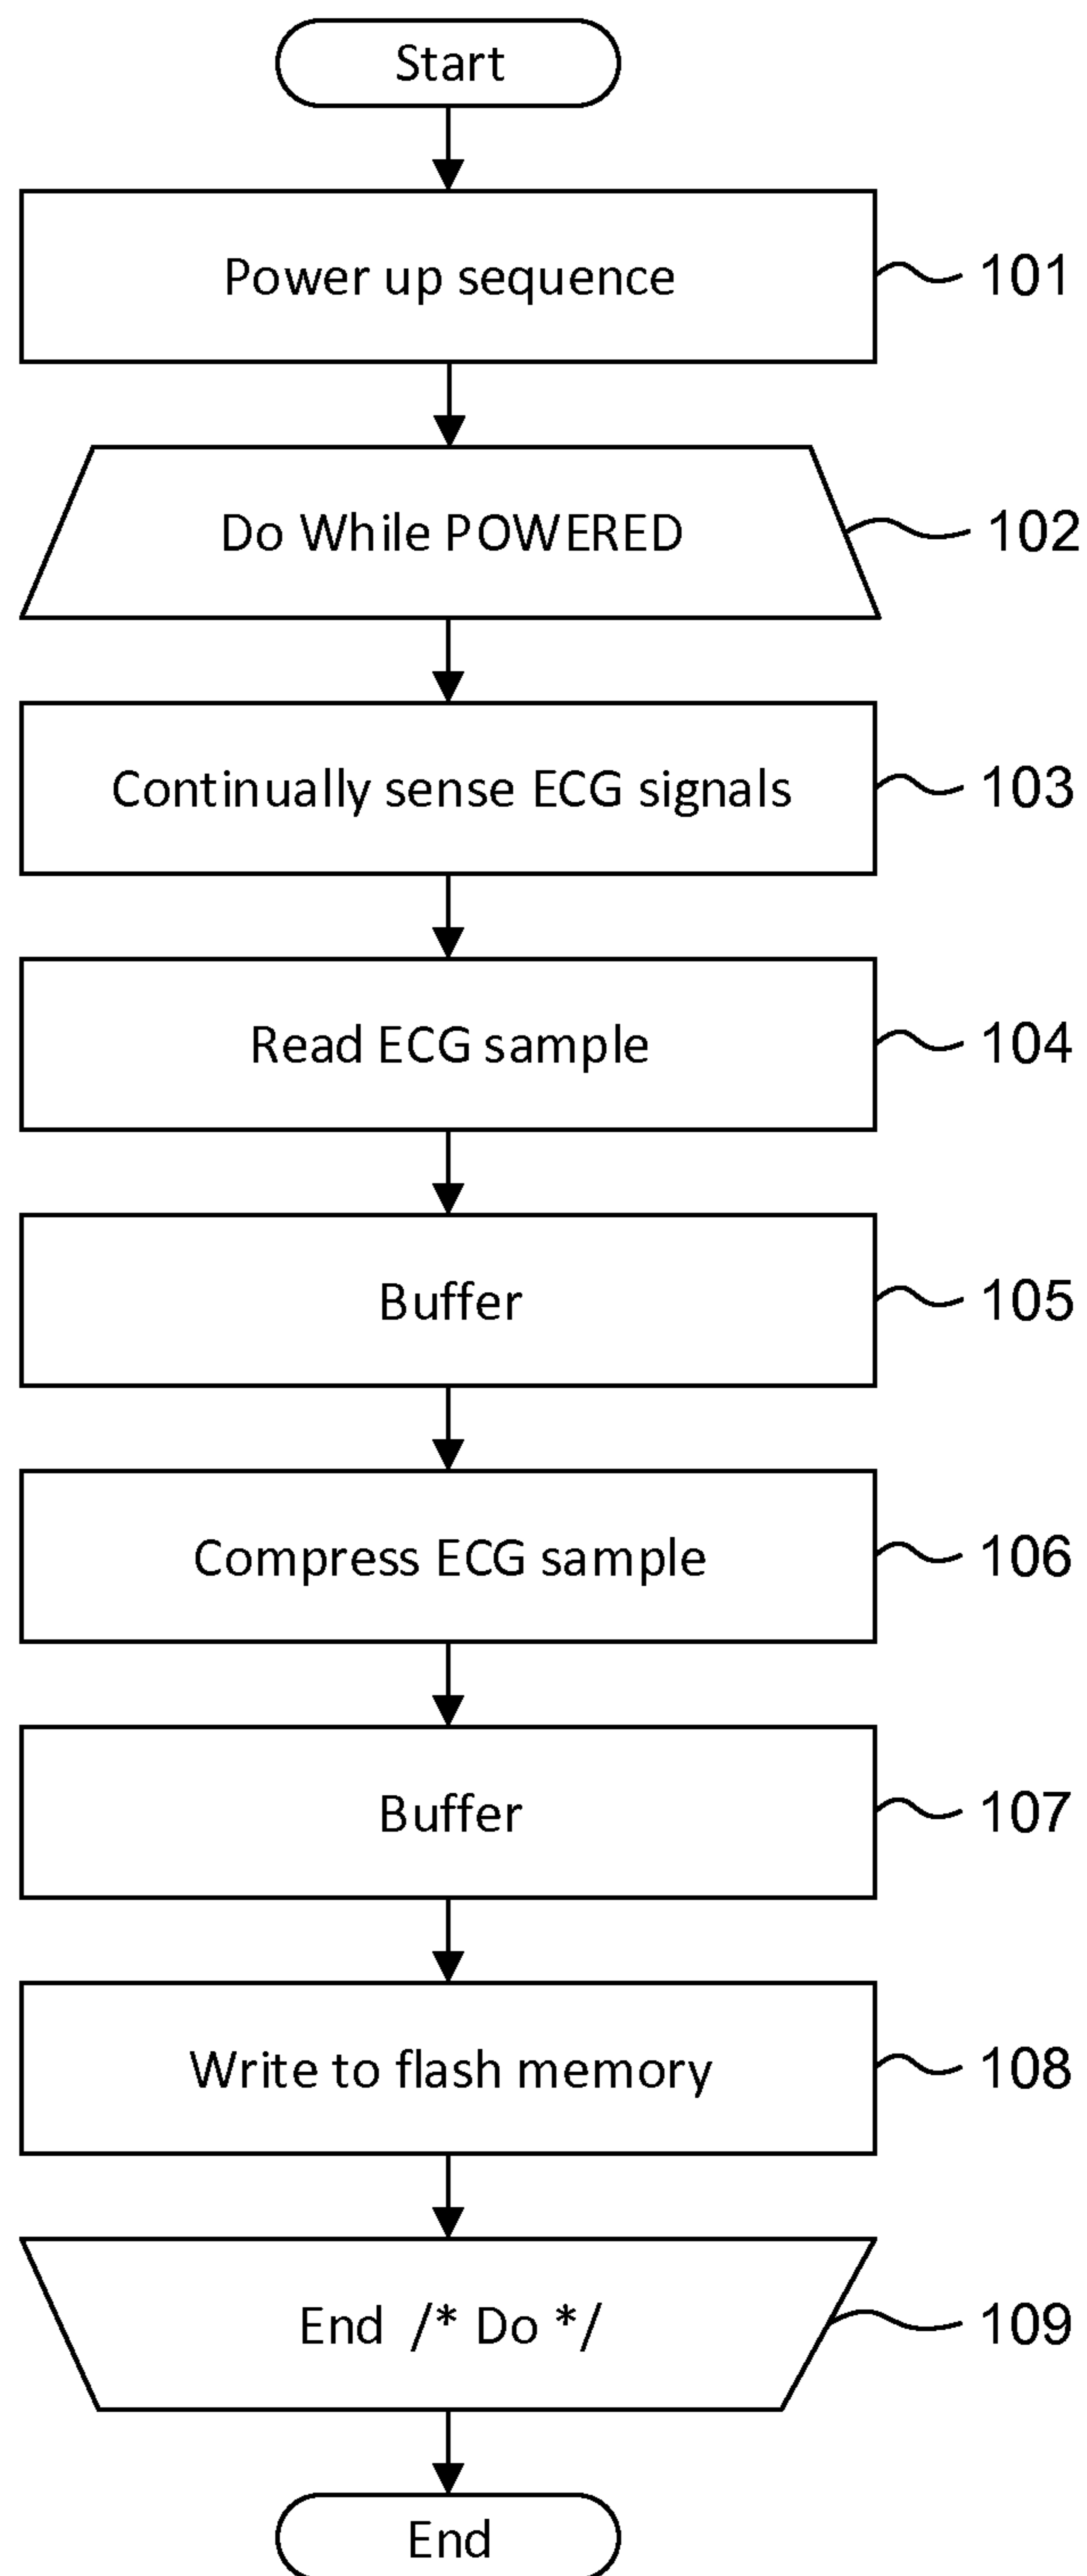 Start
Power up sequence
101
Do While POWERED
102
Continually sense ECG signals
103
Read ECG sample
104
Buffer
105
Compress ECG sample
106
Buffer
107
Write to flash memory
108
End /* Do */
109
End